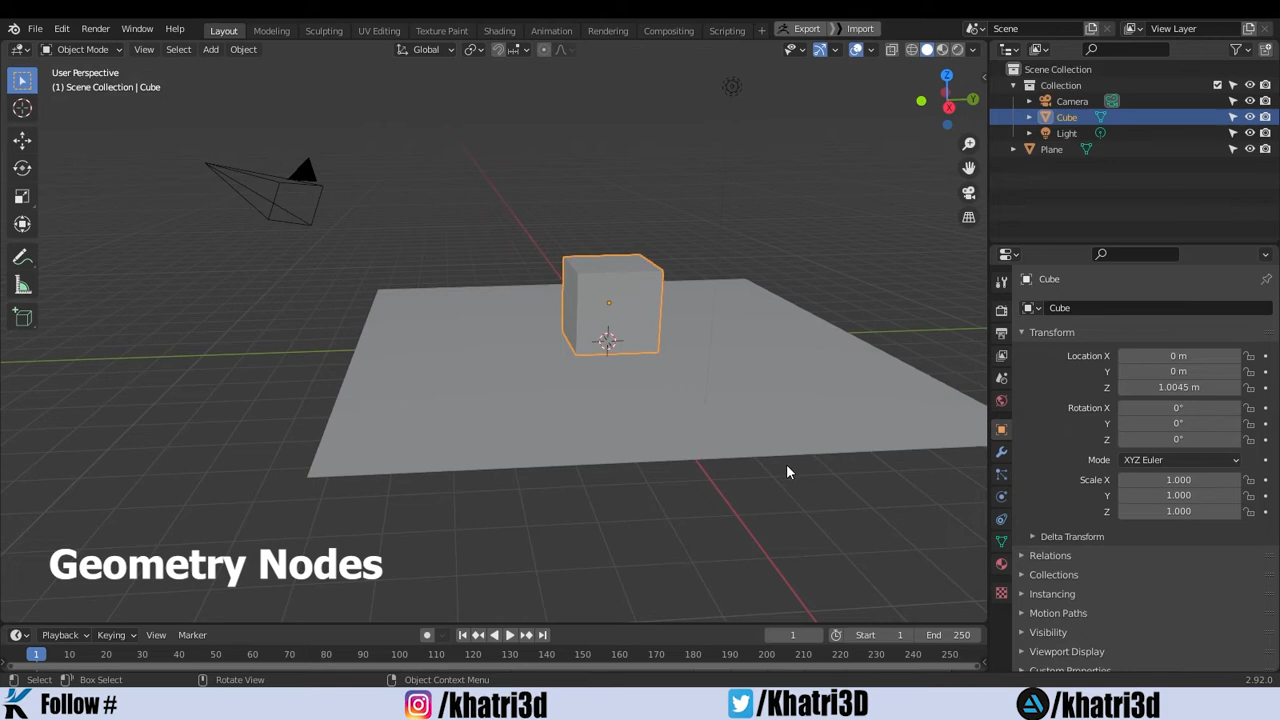 File Edit Render Window Help Layout Modeling Sculpting UV Editing Texture Paint Shading Animation Rendering Compositing Scripting + Export Import Scene View Layer
Object Mode View Select Add Object Global
User Perspective
(1) Scene Collection | Cube
Z
Y
X
Scene Collection
Collection
Camera
Cube
Light
Plane
Cube
Cube
Transform
Location X 0 m
Y 0 m
Z 1.0045 m
Rotation X 0°
Y 0°
Z 0°
Mode XYZ Euler
Scale X 1.000
Y 1.000
Z 1.000
Delta Transform
Relations
Collections
Instancing
Motion Paths
Visibility
Viewport Display
Custom Properties
Geometry Nodes
Playback Keying View Marker 1 Start 1 End 250
1 10 20 30 40 50 60 70 80 90 100 110 120 130 140 150 160 170 180 190 200 210 220 230 240 250
Select Box Select Rotate View Object Context Menu 2.92.0
Follow # /khatri3d /Khatri3D /khatri3d